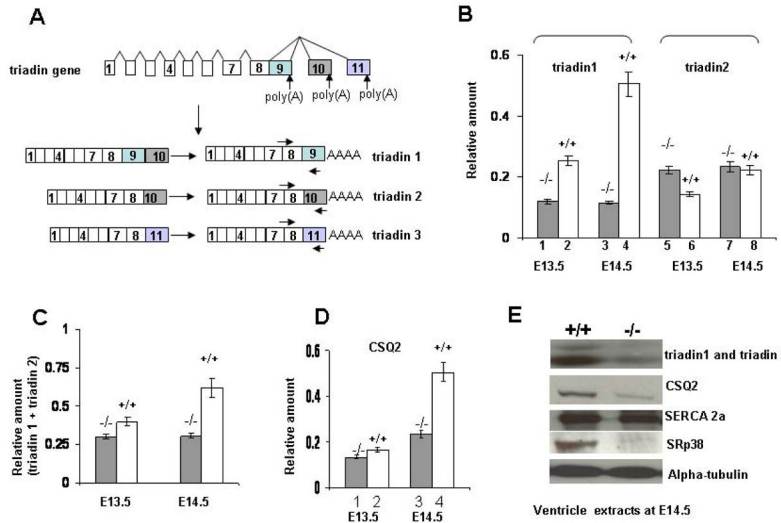 A
triadin gene
1 4 7 8 9 10 11
poly(A) poly(A) poly(A)
1 4 7 8 9 10 1 4 7 8 9 AAAA triadin 1
1 4 7 8 10 1 4 7 8 10 AAAA triadin 2
1 4 7 8 11 1 4 7 8 11 AAAA triadin 3
B
Relative amount
0.6
0.4
0.2
0
triadin1 triadin2
-/- +/+ -/- +/+ -/- +/+ -/- +/+
1 2 3 4 5 6 7 8
E13.5 E14.5 E13.5 E14.5
C
Relative amount
(triadin 1 + triadin 2)
1
0.75
0.5
0.25
0
-/- +/+ -/- +/+
E13.5 E14.5
D
CSQ2
Relative amount
0.6
0.4
0.2
0
-/- +/+ -/- +/+
1 2 3 4
E13.5 E14.5
E
+/+ -/-
triadin1 and triadin
CSQ2
SERCA 2a
SRp38
Alpha-tubulin
Ventricle extracts at E14.5